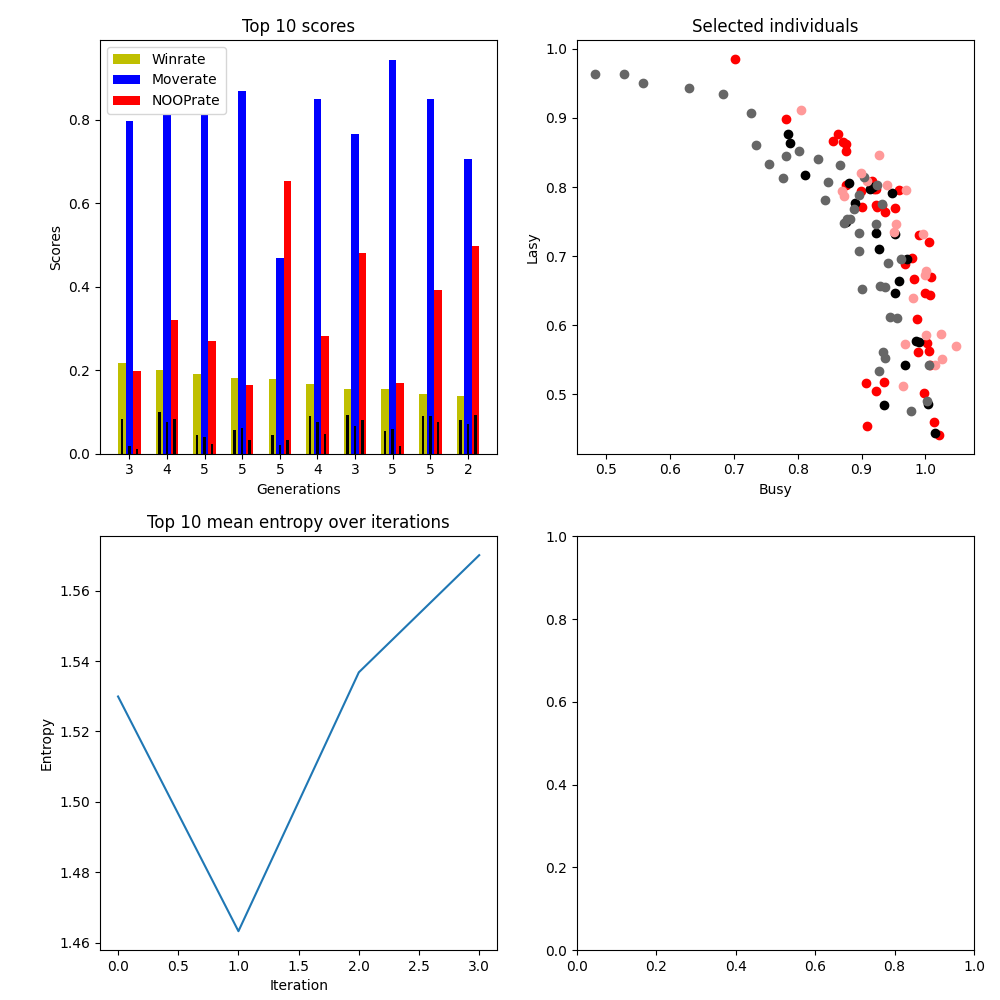 Top 10 scores
Winrate
Moverate
NOOPrate
0.8
0.6
0.4
0.2
0.0
Scores
3 4 5 5 5 4 3 5 5 2
Generations
Selected individuals
1.0
0.9
0.8
0.7
0.6
0.5
Lasy
0.5 0.6 0.7 0.8 0.9 1.0
Busy
Top 10 mean entropy over iterations
1.56
1.54
1.52
1.50
1.48
1.46
Entropy
0.0 0.5 1.0 1.5 2.0 2.5 3.0
Iteration
1.0
0.8
0.6
0.4
0.2
0.0
0.0 0.2 0.4 0.6 0.8 1.0